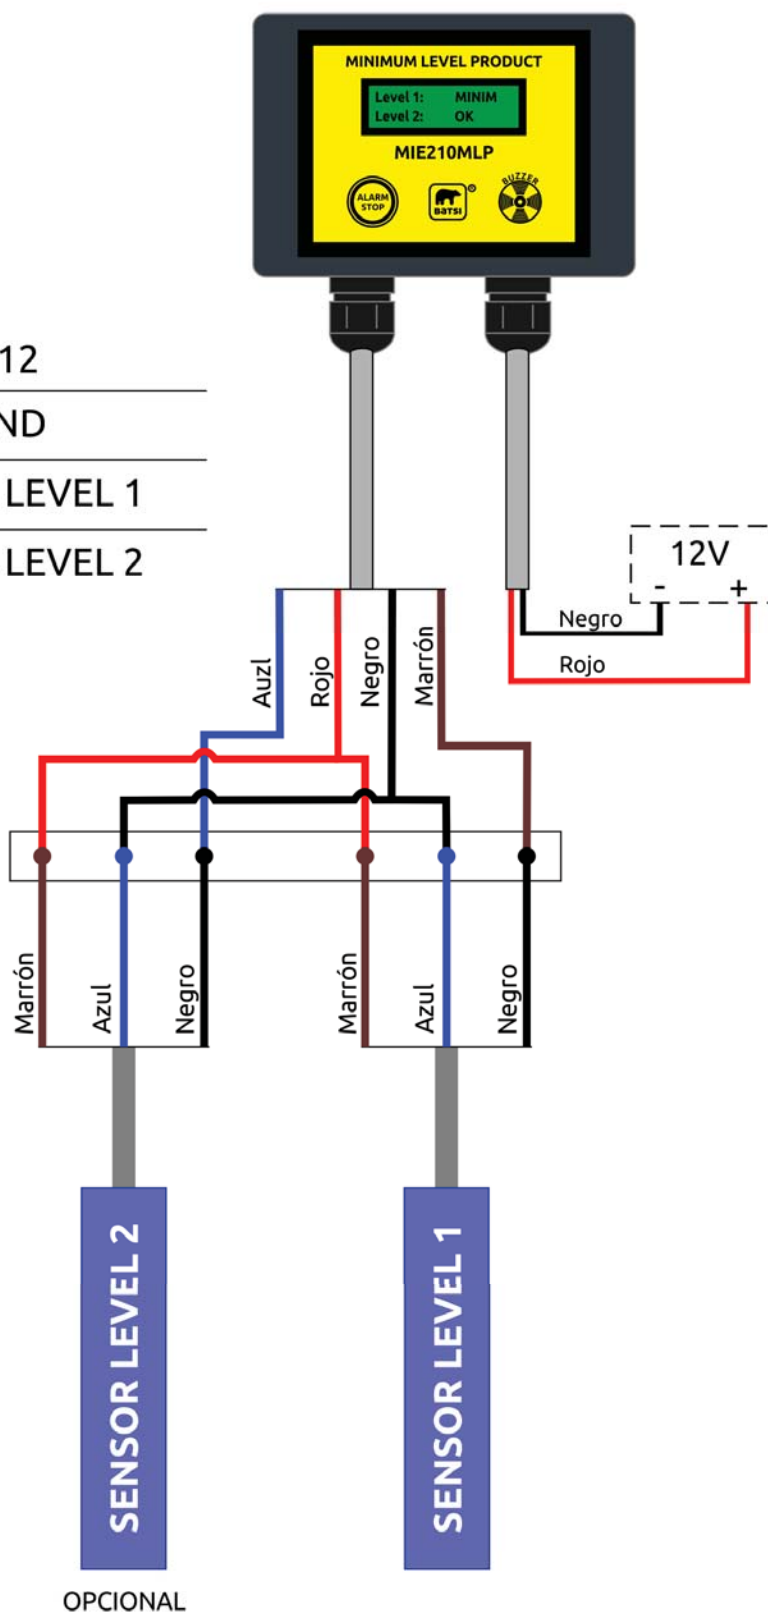 MINIMUM LEVEL PRODUCT
Level 1: MINIM
Level 2: OK
MIE210MLP
ALARM
STOP
BATSI
®
BUZZER
12
ND
LEVEL 1
LEVEL 2
12V
- +
Negro
Rojo
Auzl
Rojo
Negro
Marrón
Marrón
Azul
Negro
Marrón
Azul
Negro
SENSOR LEVEL 2
SENSOR LEVEL 1
OPCIONAL